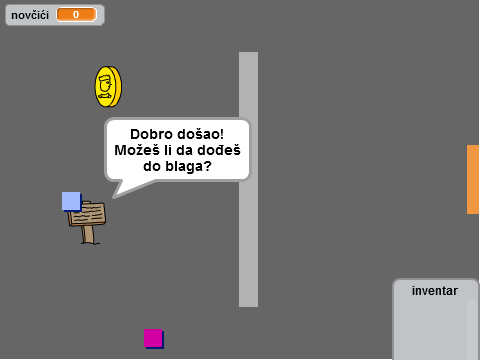 novčići 0
Dobro došao!
Možeš li da dođeš
do blaga?
inventar